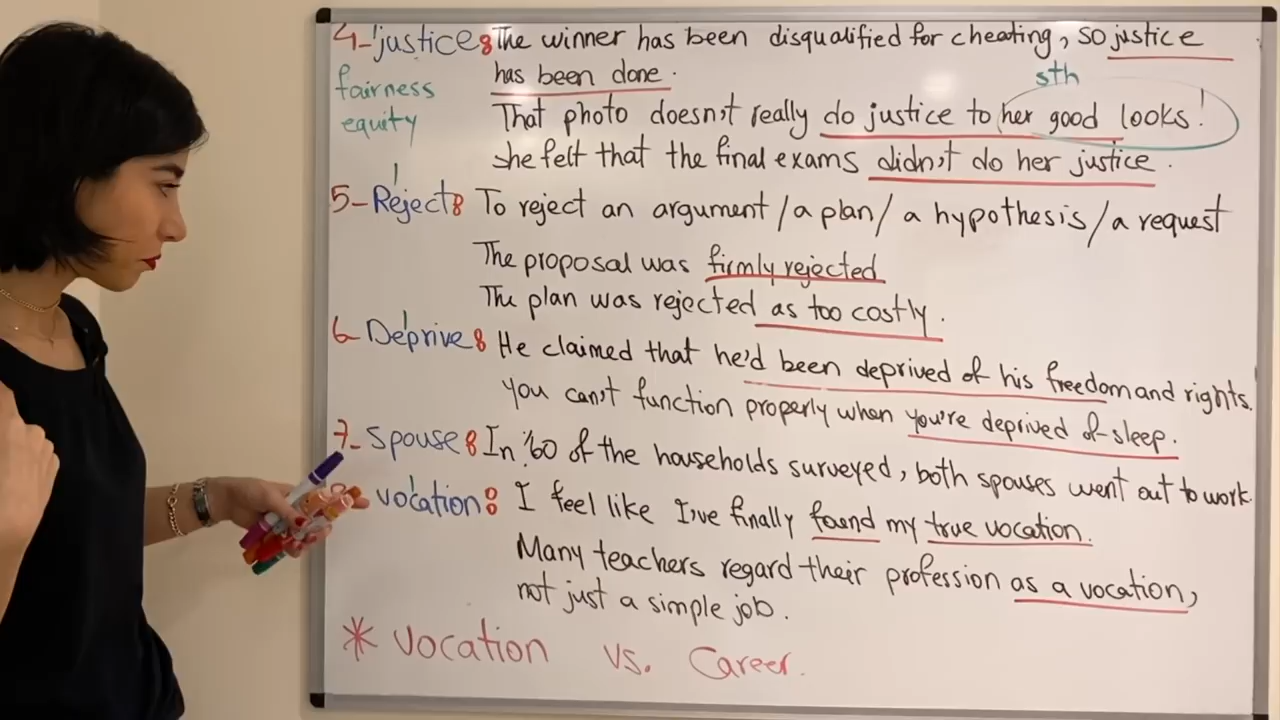 4-justice: The winner has been disqualified for cheating, so justice
fairness has been done.
sth
equity That photo doesn't really do justice to her good looks!
she felt that the final exams didn't do her justice.
5-Reject: To reject an argument / a plan / a hypothesis / a request
The proposal was firmly rejected
The plan was rejected as too costly.
6-Deprive: He claimed that he'd been deprived of his freedom and rights.
You can't function properly when you're deprived of sleep.
7-Spouse: In %60 of the households surveyed, both spouses went out to work.
vocation: I feel like I've finally found my true vocation.
Many teachers regard their profession as a vocation,
not just a simple job.
* Vocation vs. Career.